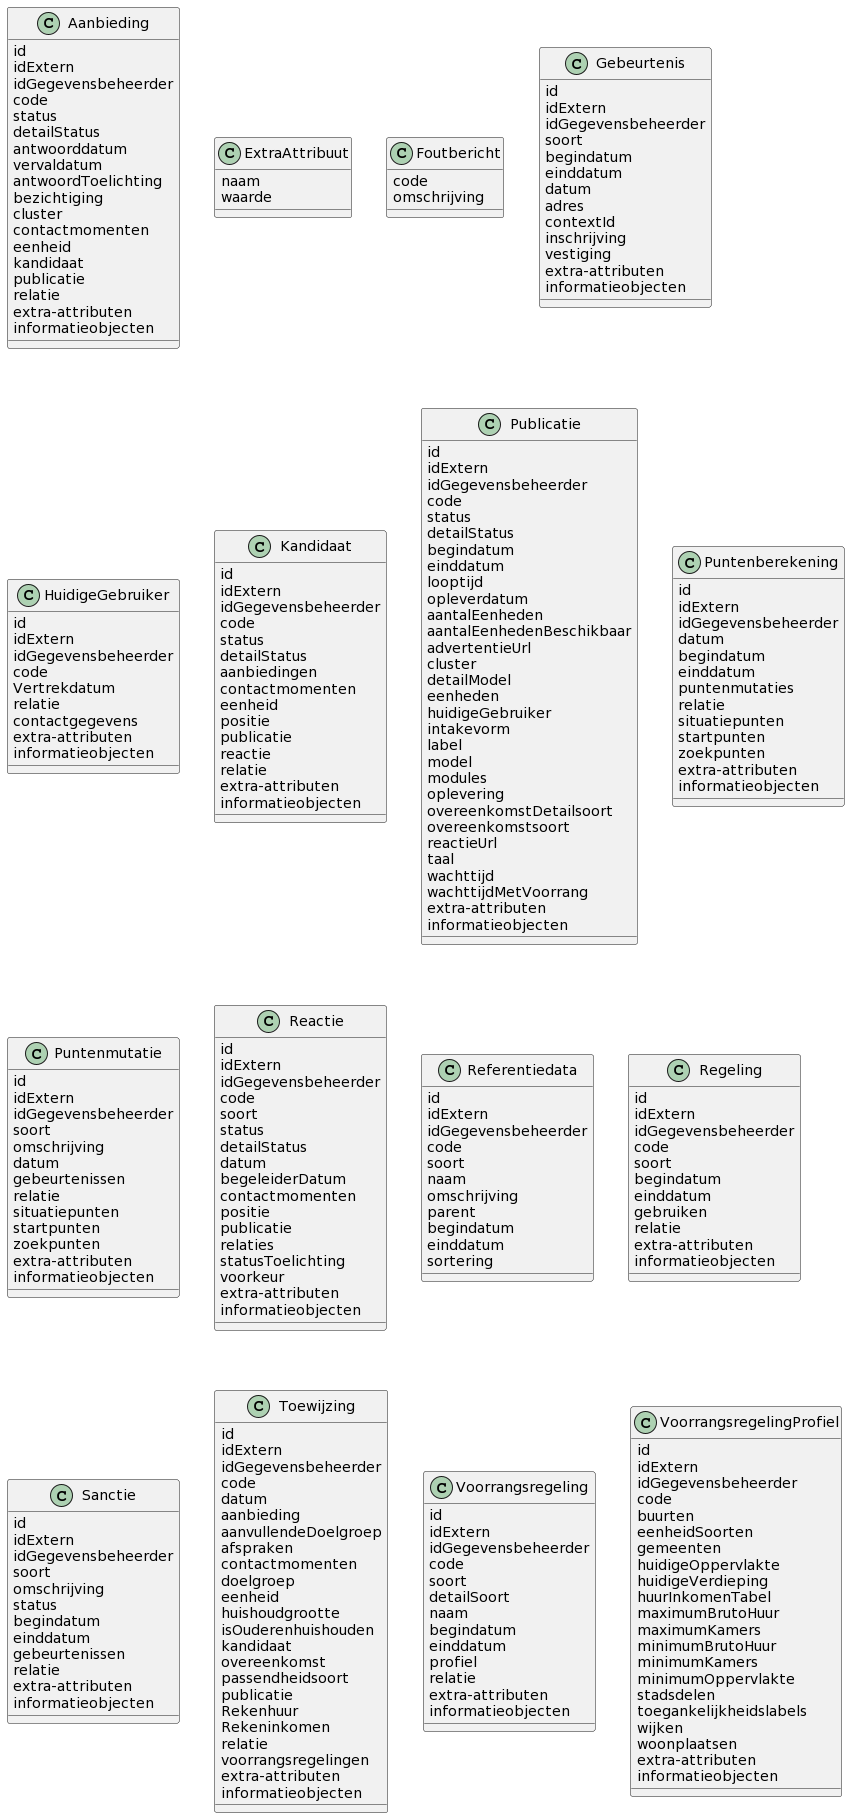 Aanbieding
id
idExtern
idGegevensbeheerder
code
status
detailStatus
antwoorddatum
vervaldatum
antwoordToelichting
bezichtiging
cluster
contactmomenten
eenheid
kandidaat
publicatie
relatie
extra-attributen
informatieobjecten
ExtraAttribuut
naam
waarde
Foutbericht
code
omschrijving
Gebeurtenis
id
idExtern
idGegevensbeheerder
soort
begindatum
einddatum
datum
adres
contextId
inschrijving
vestiging
extra-attributen
informatieobjecten
HuidigeGebruiker
id
idExtern
idGegevensbeheerder
code
Vertrekdatum
relatie
contactgegevens
extra-attributen
informatieobjecten
Kandidaat
id
idExtern
idGegevensbeheerder
code
status
detailStatus
aanbiedingen
contactmomenten
eenheid
positie
publicatie
reactie
relatie
extra-attributen
informatieobjecten
Publicatie
id
idExtern
idGegevensbeheerder
code
status
detailStatus
begindatum
einddatum
looptijd
opleverdatum
aantalEenheden
aantalEenhedenBeschikbaar
advertentieUrl
cluster
detailModel
eenheden
huidigeGebruiker
intakevorm
label
model
modules
oplevering
overeenkomstDetailsoort
overeenkomstsoort
reactieUrl
taal
wachttijd
wachttijdMetVoorrang
extra-attributen
informatieobjecten
Puntenberekening
id
idExtern
idGegevensbeheerder
datum
begindatum
einddatum
puntenmutaties
relatie
situatiepunten
startpunten
zoekpunten
extra-attributen
informatieobjecten
Puntenmutatie
id
idExtern
idGegevensbeheerder
soort
omschrijving
datum
gebeurtenissen
relatie
situatiepunten
startpunten
zoekpunten
extra-attributen
informatieobjecten
Reactie
id
idExtern
idGegevensbeheerder
code
soort
status
detailStatus
datum
begeleiderDatum
contactmomenten
positie
publicatie
relaties
statusToelichting
voorkeur
extra-attributen
informatieobjecten
Referentiedata
id
idExtern
idGegevensbeheerder
code
soort
naam
omschrijving
parent
begindatum
einddatum
sortering
Regeling
id
idExtern
idGegevensbeheerder
code
soort
begindatum
einddatum
gebruiken
relatie
extra-attributen
informatieobjecten
Sanctie
id
idExtern
idGegevensbeheerder
soort
omschrijving
status
begindatum
einddatum
gebeurtenissen
relatie
extra-attributen
informatieobjecten
Toewijzing
id
idExtern
idGegevensbeheerder
code
datum
aanbieding
aanvullendeDoelgroep
afspraken
contactmomenten
doelgroep
eenheid
huishoudgrootte
isOuderenhuishouden
kandidaat
overeenkomst
passendheidsoort
publicatie
Rekenhuur
Rekeninkomen
relatie
voorrangsregelingen
extra-attributen
informatieobjecten
Voorrangsregeling
id
idExtern
idGegevensbeheerder
code
soort
detailSoort
naam
begindatum
einddatum
profiel
relatie
extra-attributen
informatieobjecten
VoorrangsregelingProfiel
id
idExtern
idGegevensbeheerder
code
buurten
eenheidSoorten
gemeenten
huidigeOppervlakte
huidigeVerdieping
huurInkomenTabel
maximumBrutoHuur
maximumKamers
minimumBrutoHuur
minimumKamers
minimumOppervlakte
stadsdelen
toegankelijkheidslabels
wijken
woonplaatsen
extra-attributen
informatieobjecten